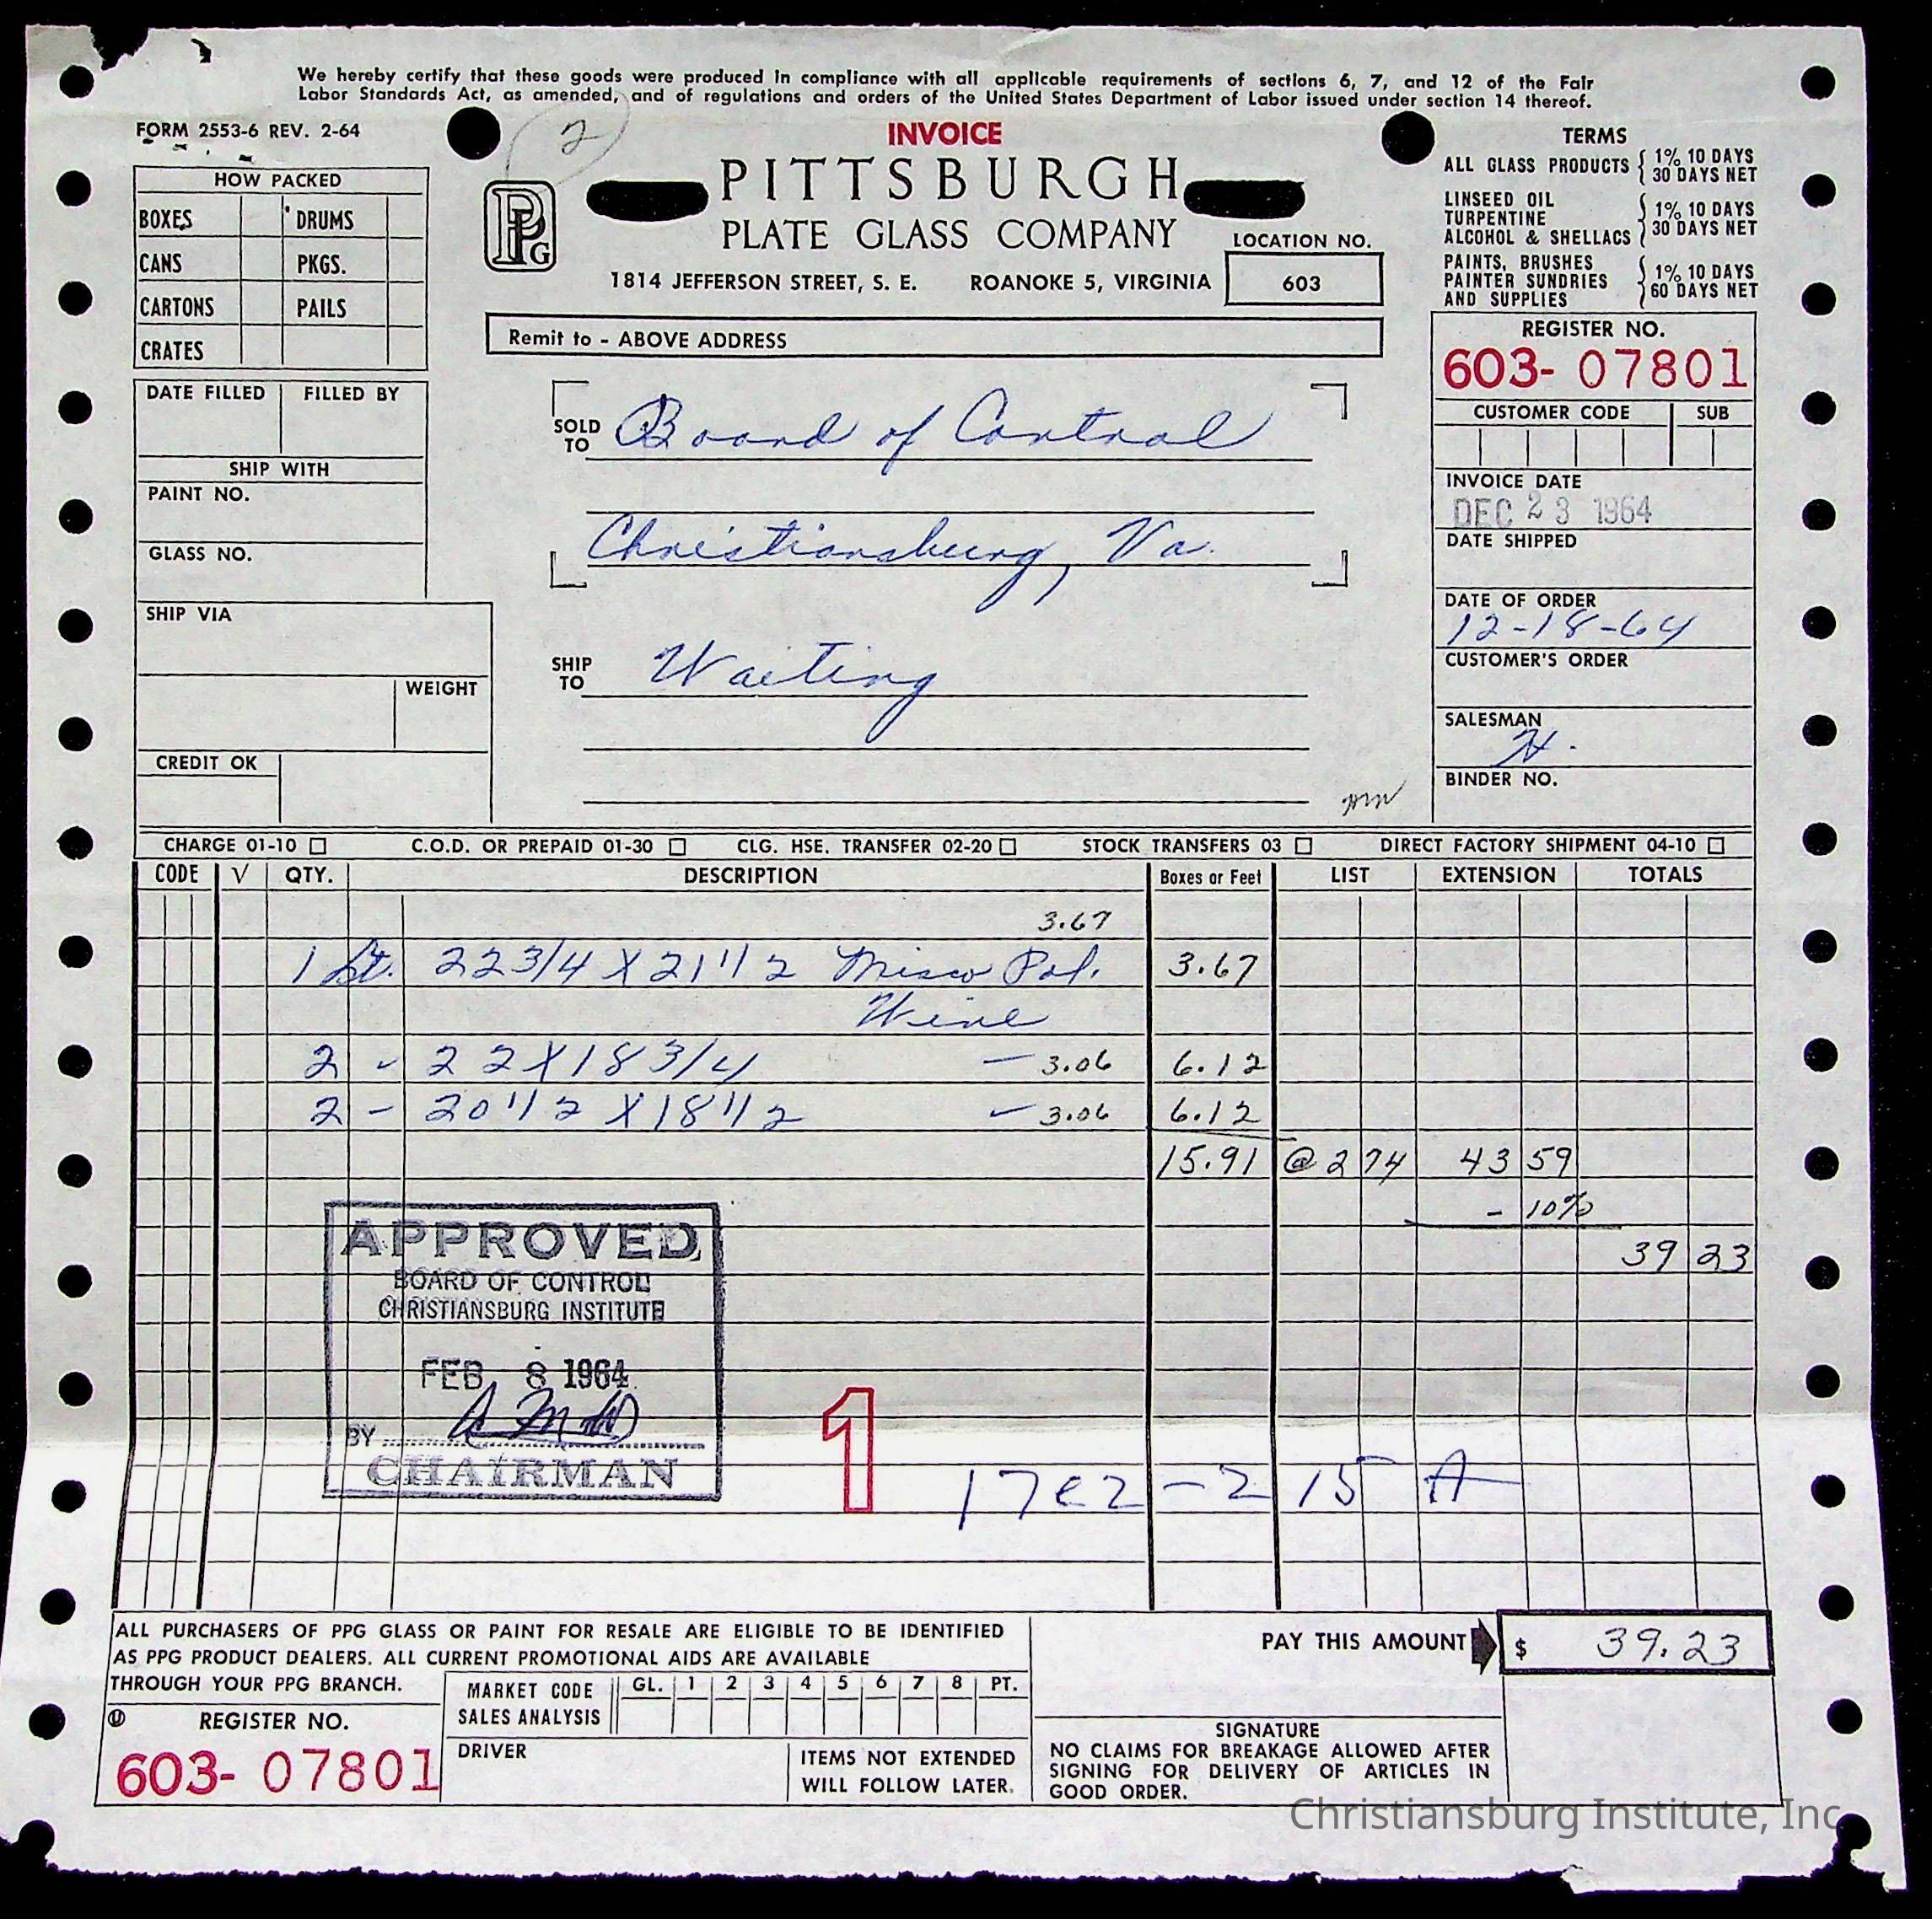 We hereby certify that these goods were produced in compliance with all applicable requirements of sections 6, 7, and 12 of the Fair
Labor Standards Act, as amended, and of regulations and orders of the United States Department of Labor issued under section 14 thereof.
FORM 2553-6 REV. 2-64
2
INVOICE
PITTSBURGH
PLATE GLASS COMPANY
PPG
1814 JEFFERSON STREET, S. E. ROANOKE 5, VIRGINIA
LOCATION NO.
603
Remit to - ABOVE ADDRESS
TERMS
ALL GLASS PRODUCTS { 1% 10 DAYS
30 DAYS NET
LINSEED OIL
TURPENTINE
ALCOHOL & SHELLACS { 1% 10 DAYS
30 DAYS NET
PAINTS, BRUSHES
PAINTER SUNDRIES
AND SUPPLIES { 1% 10 DAYS
60 DAYS NET
HOW PACKED
BOXES DRUMS
CANS PKGS.
CARTONS PAILS
CRATES
DATE FILLED FILLED BY
SHIP WITH
PAINT NO.
GLASS NO.
SHIP VIA
WEIGHT
CREDIT OK
SOLD TO Board of Control
Christiansburg, Va.
SHIP TO Waiting
REGISTER NO.
603- 07801
CUSTOMER CODE SUB
INVOICE DATE
DEC 23 1964
DATE SHIPPED
DATE OF ORDER
12-18-64
CUSTOMER'S ORDER
SALESMAN
H.
BINDER NO.
CHARGE 01-10 □ C.O.D. OR PREPAID 01-30 □ CLG. HSE. TRANSFER 02-20 □ STOCK TRANSFERS 03 □ DIRECT FACTORY SHIPMENT 04-10 □
CODE √ QTY. DESCRIPTION Boxes or Feet LIST EXTENSION TOTALS
3.67
1 Lt. 22 3/4 X 21 1/2 Misco Pol. 3.67
Wire
2 - 22 X 18 3/4 - 3.06 6.12
2 - 20 1/2 X 18 1/2 - 3.06 6.12
15.91 @ 2 74 43 59
- 10%
39 23
APPROVED
BOARD OF CONTROL
CHRISTIANSBURG INSTITUTE
FEB 8 1964
BY
CHAIRMAN
1
17e2-215 A
ALL PURCHASERS OF PPG GLASS OR PAINT FOR RESALE ARE ELIGIBLE TO BE IDENTIFIED
AS PPG PRODUCT DEALERS. ALL CURRENT PROMOTIONAL AIDS ARE AVAILABLE
THROUGH YOUR PPG BRANCH.
PAY THIS AMOUNT $ 39.23
MARKET CODE
SALES ANALYSIS
GL. 1 2 3 4 5 6 7 8 PT.
REGISTER NO.
603- 07801
DRIVER
ITEMS NOT EXTENDED
WILL FOLLOW LATER.
SIGNATURE
NO CLAIMS FOR BREAKAGE ALLOWED AFTER
SIGNING FOR DELIVERY OF ARTICLES IN
GOOD ORDER.
Christiansburg Institute, Inc.